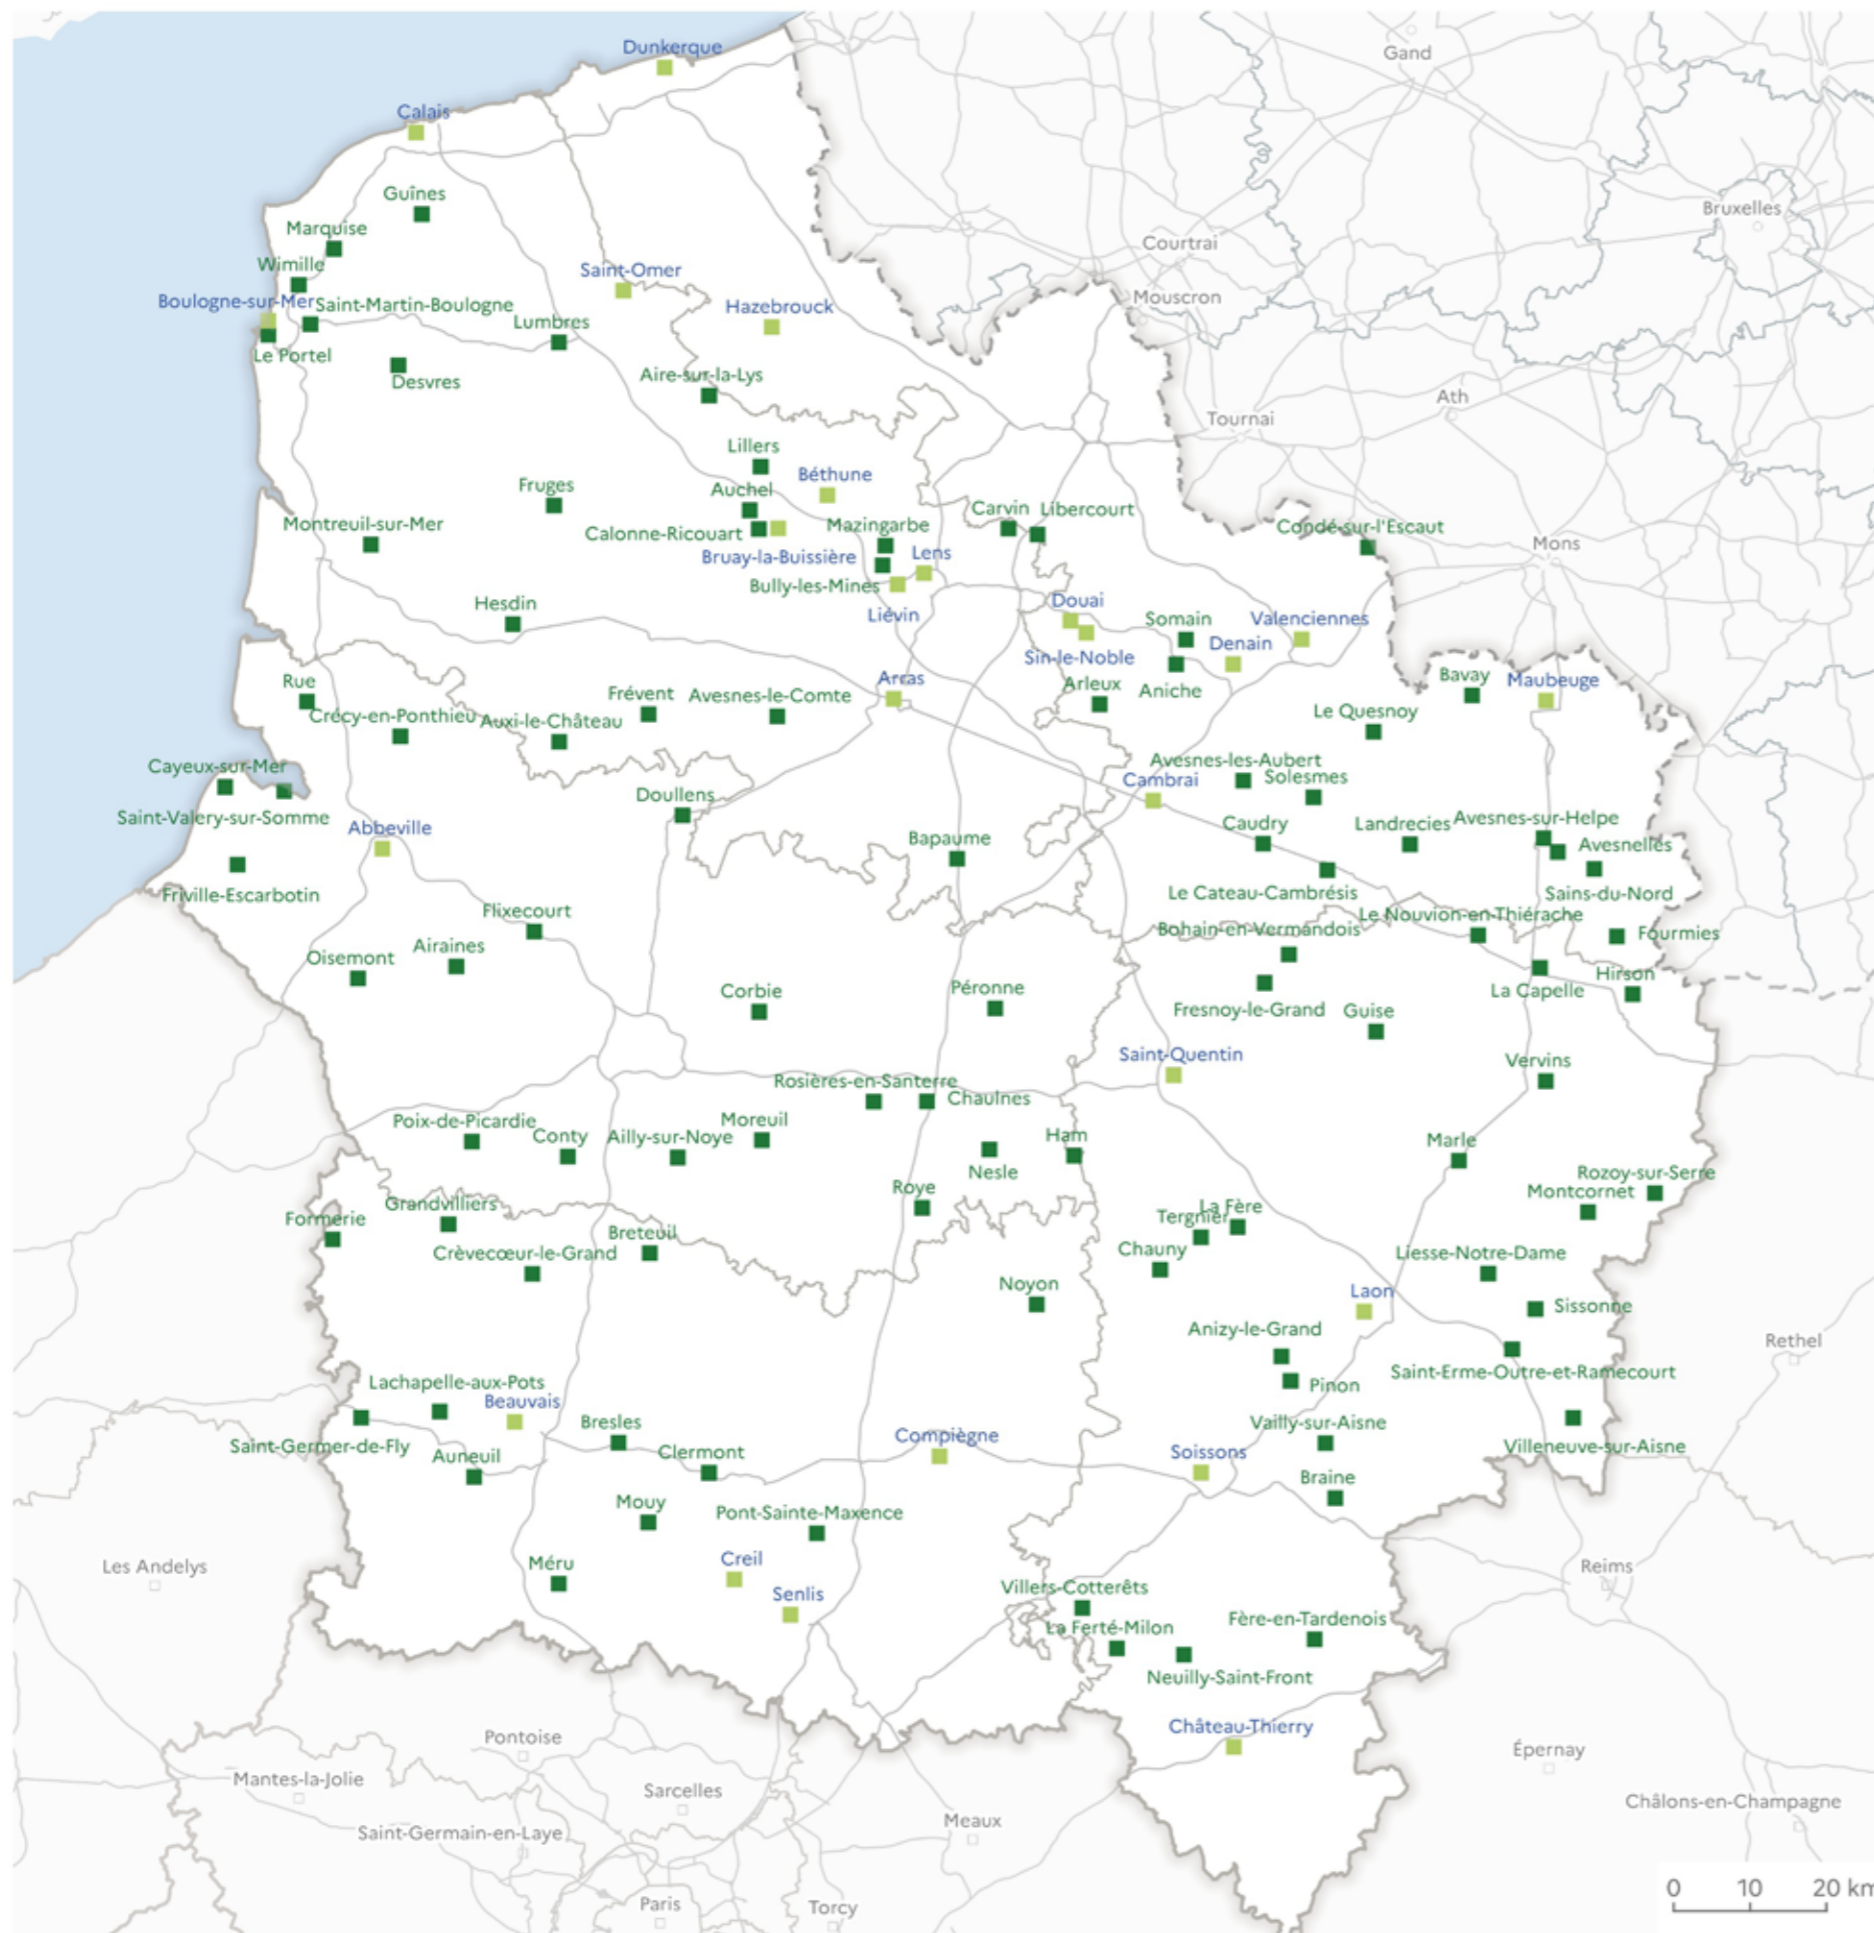 Dunkerque
Gand
Calais
Guînes
Bruxelles
Marquise
Courtrai
Wimille
Saint-Omer
Mouscron
Boulogne-sur-Mer
Saint-Martin-Boulogne
Hazebrouck
Lumbres
Le Portel
Desvres
Aire-sur-la-Lys
Ath
Tournai
Lillers
Béthune
Fruges
Auchel
Carvin
Libercourt
Montreuil-sur-Mer
Calonne-Ricouart
Mazingarbe
Condé-sur-l'Escaut
Mons
Bruay-la-Buissière
Lens
Bully-les-Mines
Hesdin
Liévin
Douai
Somain
Valenciennes
Denain
Sin-le-Noble
Rue
Frévent
Avesnes-le-Comte
Arras
Arleux
Aniche
Bavay
Maubeuge
Crécy-en-Ponthieu
Auxi-le-Château
Le Quesnoy
Cayeux-sur-Mer
Avesnes-les-Aubert
Cambrai
Solesmes
Doullens
Saint-Valery-sur-Somme
Abbeville
Bapaume
Caudry
Landrecies
Avesnes-sur-Helpe
Avesnelles
Friville-Escarbotin
Le Cateau-Cambrésis
Sains-du-Nord
Flixecourt
Le Nouvion-en-Thiérache
Bohain-en-Vermandois
Fourmies
Oisemont
Airaines
Corbie
Péronne
Fresnoy-le-Grand
Guise
La Capelle
Hirson
Saint-Quentin
Vervins
Rosières-en-Santerre
Chaulnes
Poix-de-Picardie
Conty
Ailly-sur-Noye
Moreuil
Ham
Marle
Nesle
Rozoy-sur-Serre
Roye
Montcornet
Formerie
Grandvilliers
La Fère
Tergnier
Crèvecœur-le-Grand
Breteuil
Chauny
Liesse-Notre-Dame
Noyon
Laon
Sissonne
Anizy-le-Grand
Rethel
Lachapelle-aux-Pots
Beauvais
Pinon
Saint-Erme-Outre-et-Ramecourt
Bresles
Compiègne
Vailly-sur-Aisne
Saint-Germer-de-Fly
Auneuil
Clermont
Soissons
Villeneuve-sur-Aisne
Braine
Mouy
Pont-Sainte-Maxence
Les Andelys
Méru
Creil
Reims
Senlis
Villers-Cotterêts
La Ferté-Milon
Fère-en-Tardenois
Neuilly-Saint-Front
Château-Thierry
Pontoise
Épernay
Mantes-la-Jolie
Sarcelles
Châlons-en-Champagne
Saint-Germain-en-Laye
Meaux
Paris
Torcy
0 10 20 km